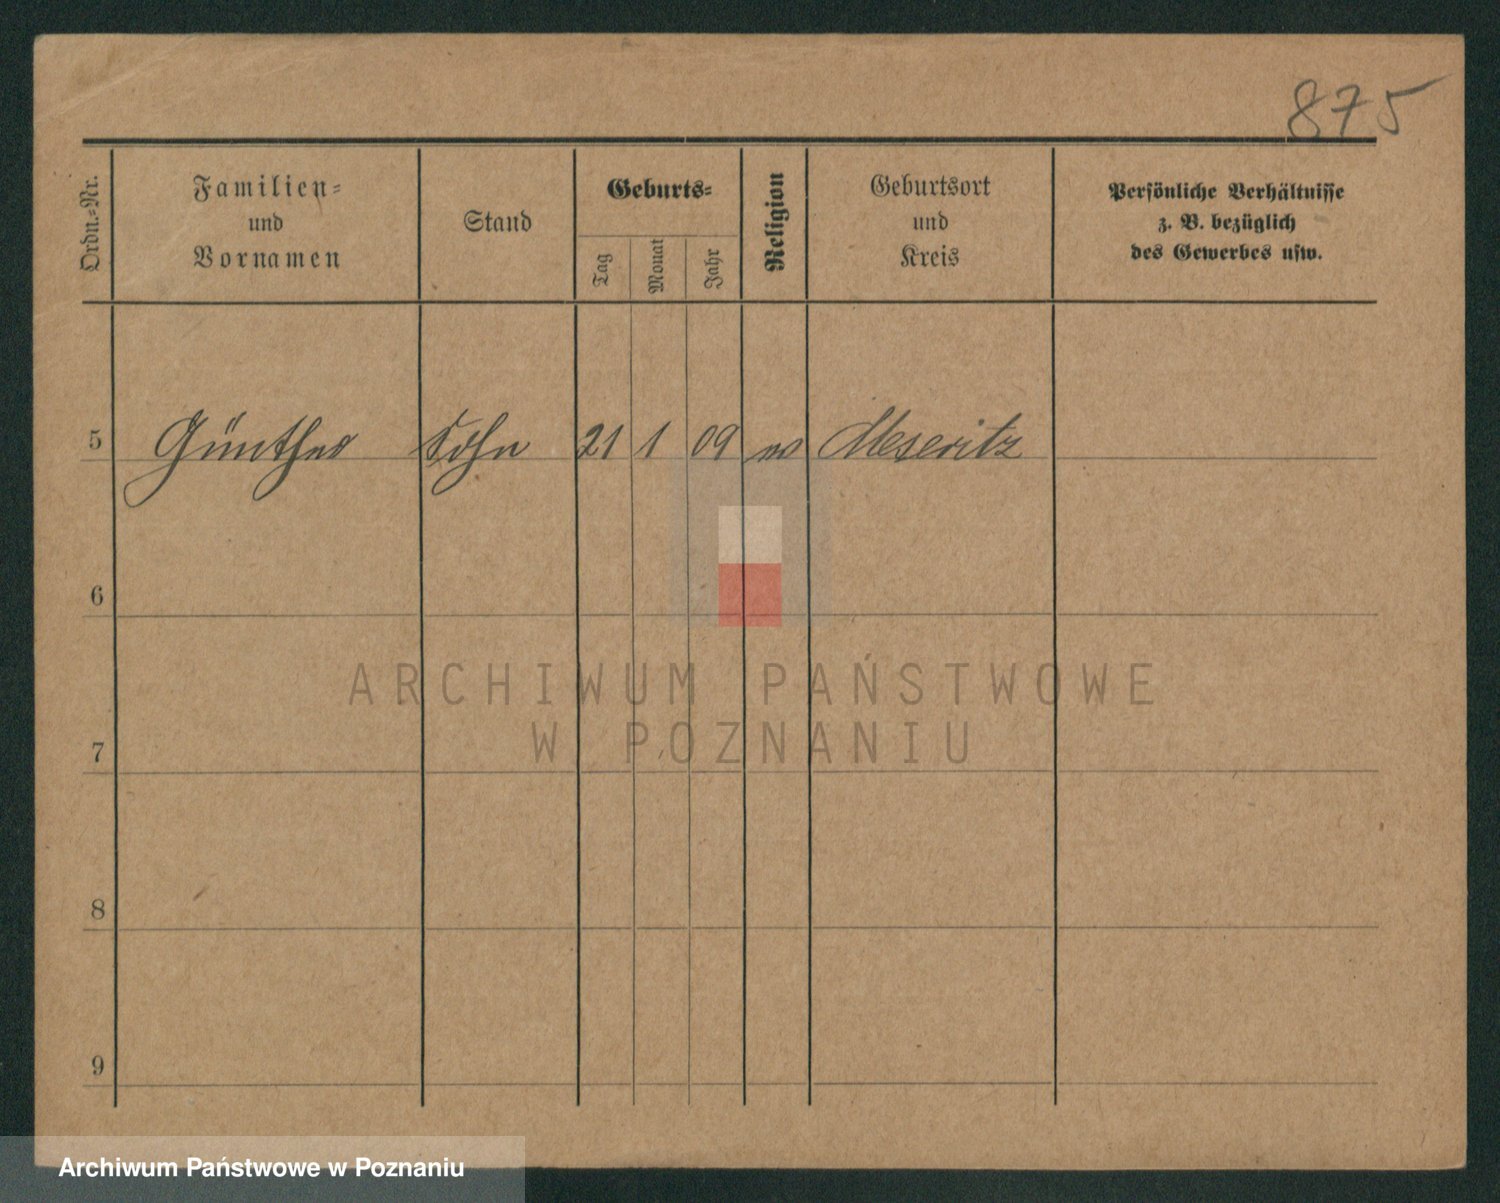 875
Ordn.-Nr.
Familien-
und
Vornamen
Stand
Geburts-
Tag
Monat
Jahr
Religion
Geburtsort
und
Kreis
Persönliche Verhältnisse
z. B. bezüglich
des Gewerbes usw.
5 Günther Sohn 21 1 09 Meseritz
6
ARCHIWUM PAŃSTWOWE
W POZNANIU
7
8
9
Archiwum Państwowe w Poznaniu